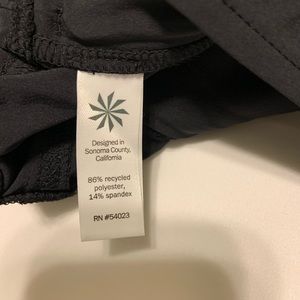 Designed in
Sonoma County,
California
86% recycled
polyester,
14% spandex
RN #54023